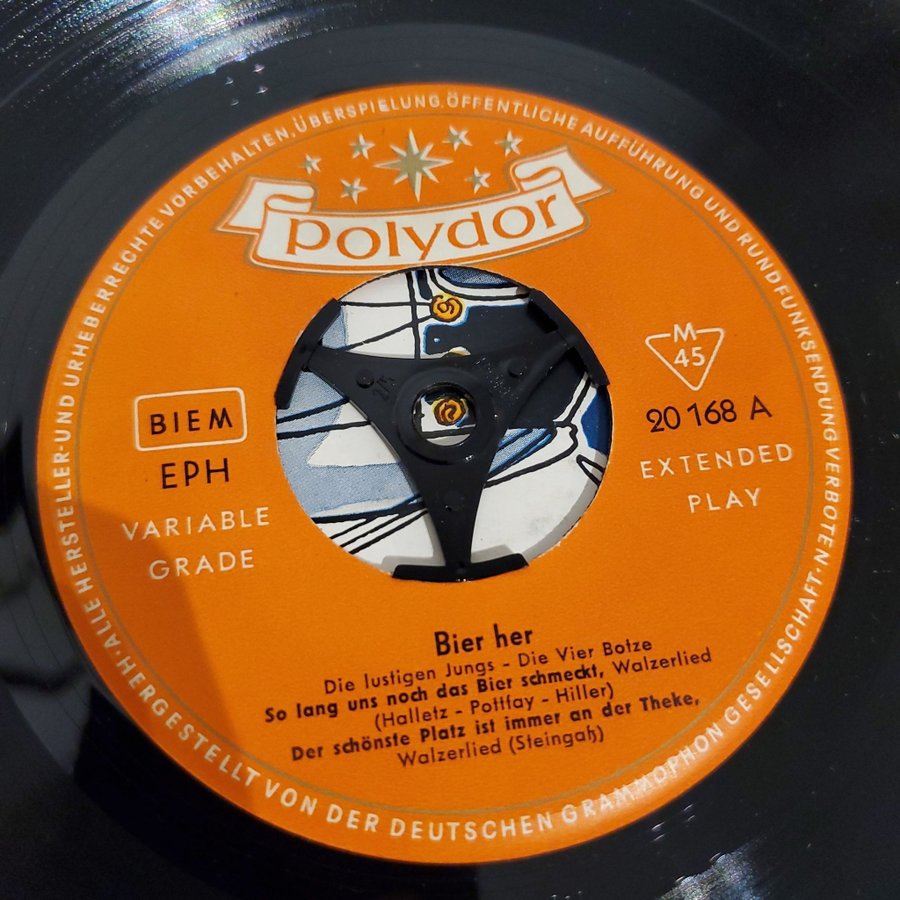 ALLE HERSTELLER-UND URHEBERRECHTE VORBEHALTEN, ÜBERSPIELUNG, ÖFFENTLICHE AUFFÜHRUNG UND RUNDFUNKSENDUNG VERBOTEN
polydor
M
45
BIEM
EPH
20 168 A
VARIABLE
GRADE
EXTENDED
PLAY
Bier her
Die lustigen Jungs - Die Vier Botze
So lang uns noch das Bier schmeckt, Walzerlied
(Halletz - Pottfay - Hiller)
Der schönste Platz ist immer an der Theke,
Walzerlied (Steingaß)
HERGESTELLT VON DER DEUTSCHEN GRAMMOPHON GESELLSCHAFT